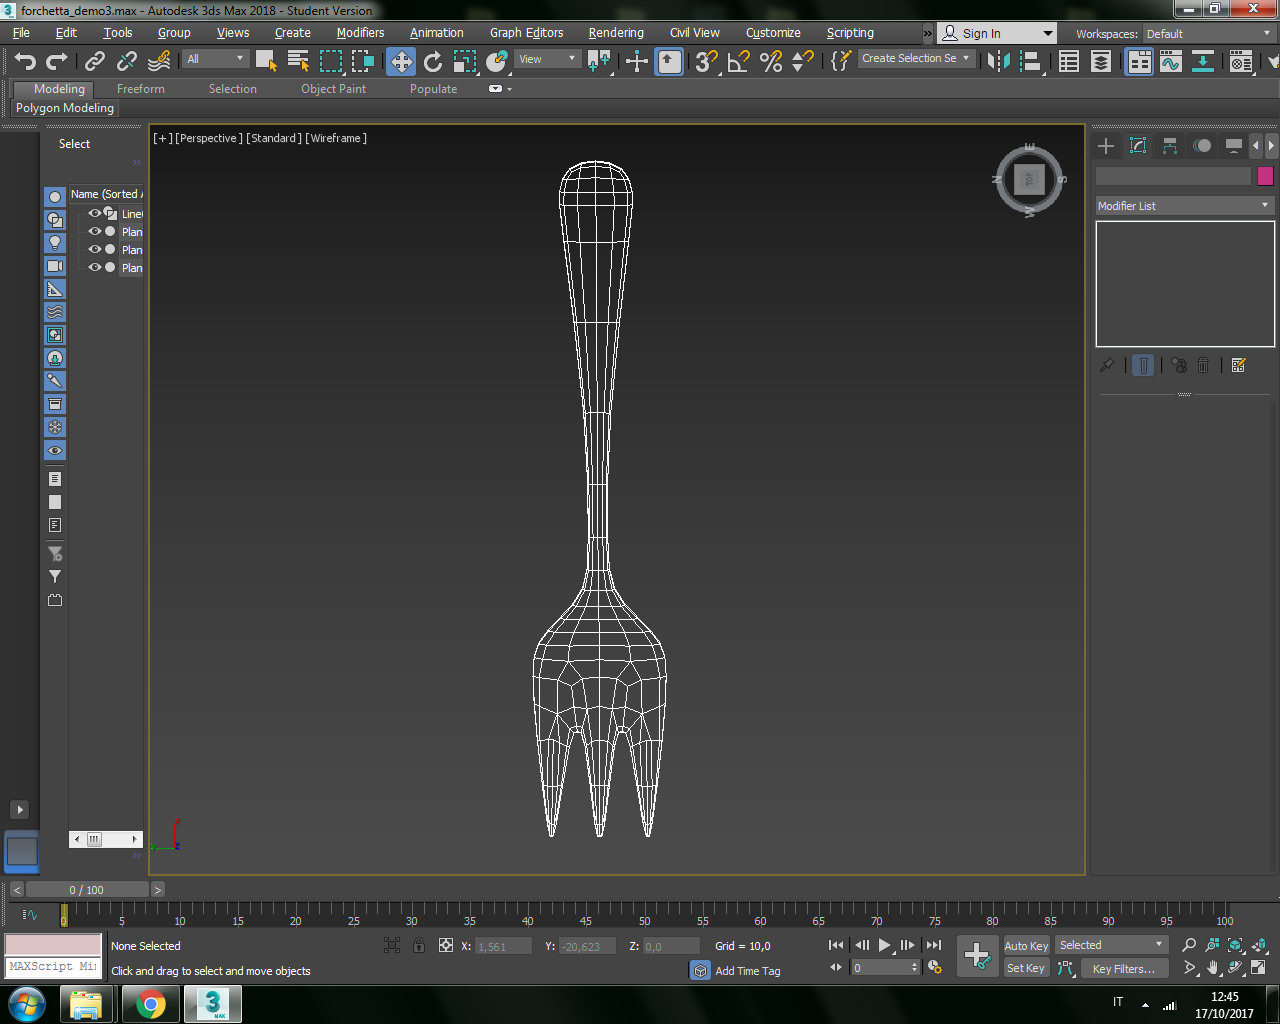 forchetta_demo3.max - Autodesk 3ds Max 2018 - Student Version
File Edit Tools Group Views Create Modifiers Animation Graph Editors Rendering Civil View Customize Scripting » Sign In Workspaces: Default
All View Create Selection Se
Modeling Freeform Selection Object Paint Populate
Polygon Modeling
Select
Name (Sorted A
Line
Plan
Plan
Plan
[+] [Perspective] [Standard] [Wireframe]
E
N TOP S
W
Modifier List
z
y z
< 0 / 100 >
0 5 10 15 20 25 30 35 40 45 50 55 60 65 70 75 80 85 90 95 100
None Selected X: 1,561 Y: -20,623 Z: 0,0 Grid = 10,0 Auto Key Selected
MAXScript Min Click and drag to select and move objects Add Time Tag 0 Set Key Key Filters...
IT 12:45
17/10/2017
3 MAX